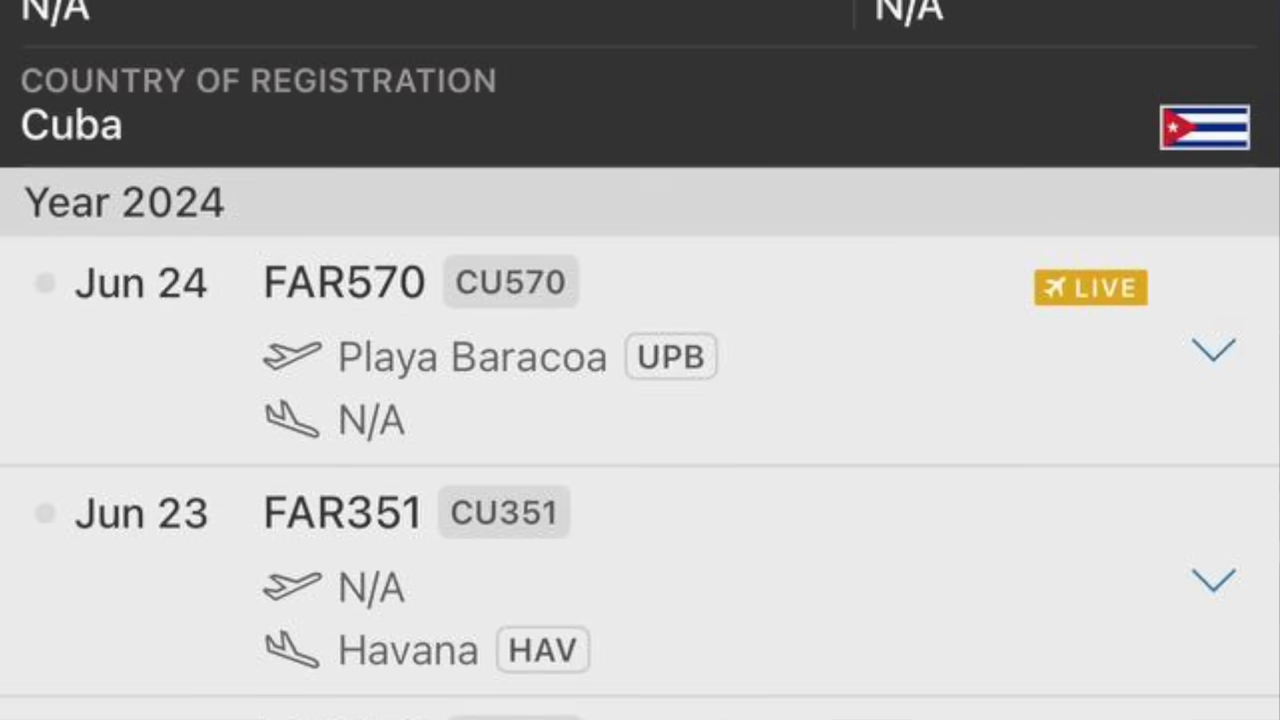 N/A N/A
COUNTRY OF REGISTRATION
Cuba
Year 2024
Jun 24 FAR570 CU570 LIVE
Playa Baracoa UPB
N/A
Jun 23 FAR351 CU351
N/A
Havana HAV